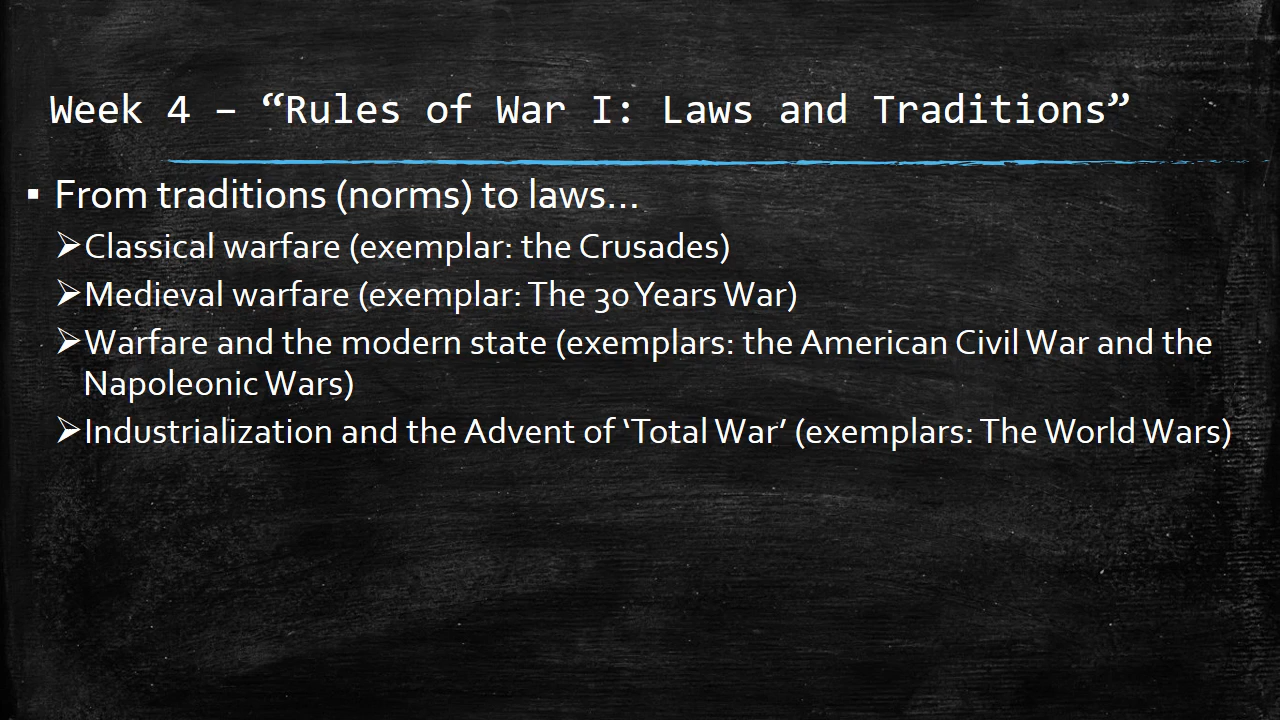 Week 4 – “Rules of War I: Laws and Traditions”
▪ From traditions (norms) to laws…
➢Classical warfare (exemplar: the Crusades)
➢Medieval warfare (exemplar: The 30 Years War)
➢Warfare and the modern state (exemplars: the American Civil War and the
Napoleonic Wars)
➢Industrialization and the Advent of ‘Total War’ (exemplars: The World Wars)